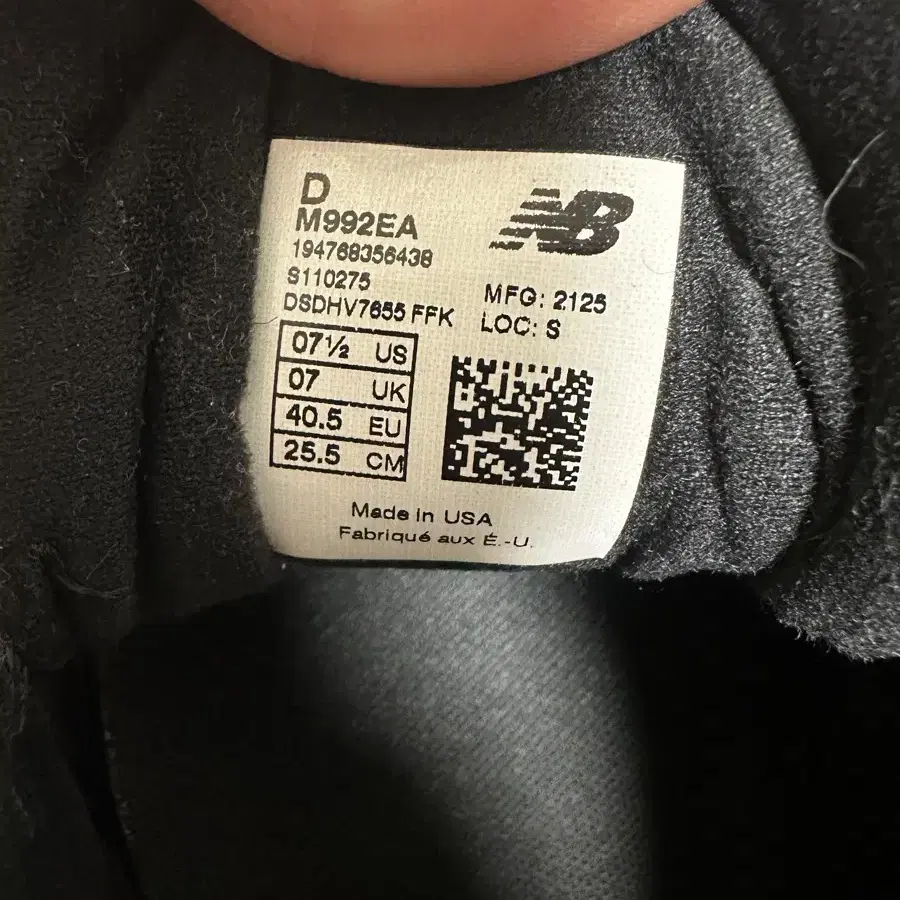 D
M992EA
194768356438
S110275
DSDHV7655 FFK
NB
MFG: 2125
LOC: S
07½ US
07 UK
40.5 EU
25.5 CM
Made in USA
Fabriqué aux É.-U.